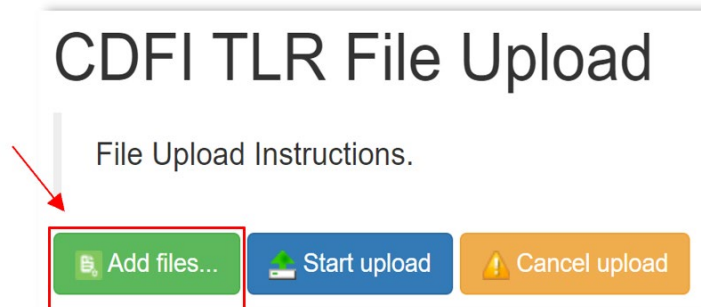 CDFI TLR File Upload
File Upload Instructions.
Add files... Start upload Cancel upload